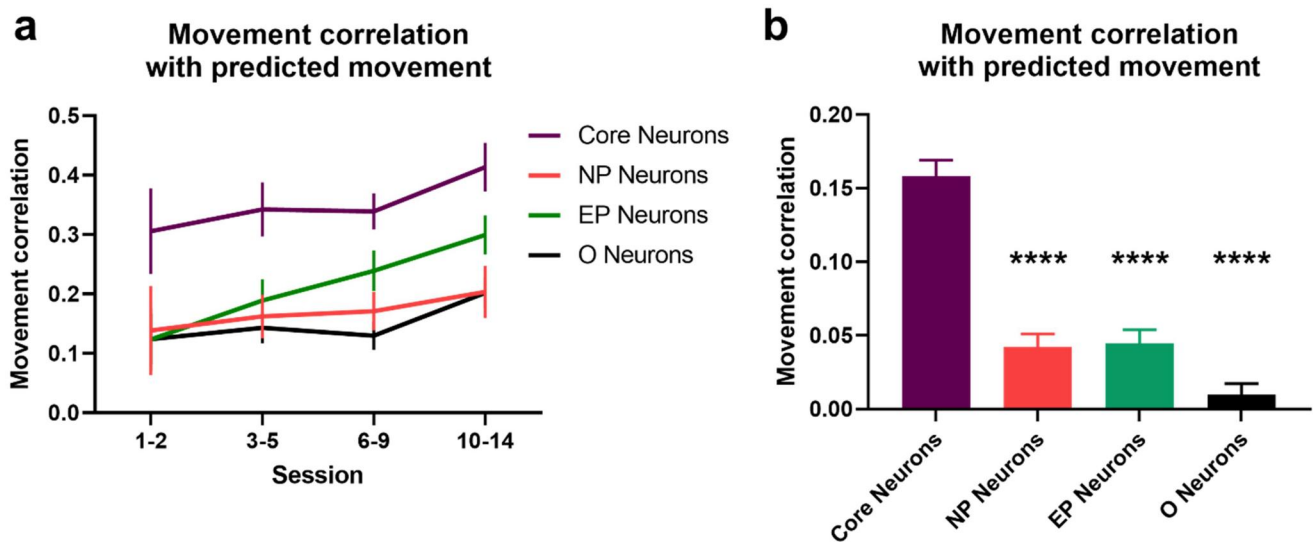 a
Movement correlation
with predicted movement
Movement correlation
0.5
0.4
0.3
0.2
0.1
0.0
1-2
3-5
6-9
10-14
Session
Core Neurons
NP Neurons
EP Neurons
O Neurons
b
Movement correlation
with predicted movement
Movement correlation
0.20
0.15
0.10
0.05
0.00
****
****
****
Core Neurons
NP Neurons
EP Neurons
O Neurons